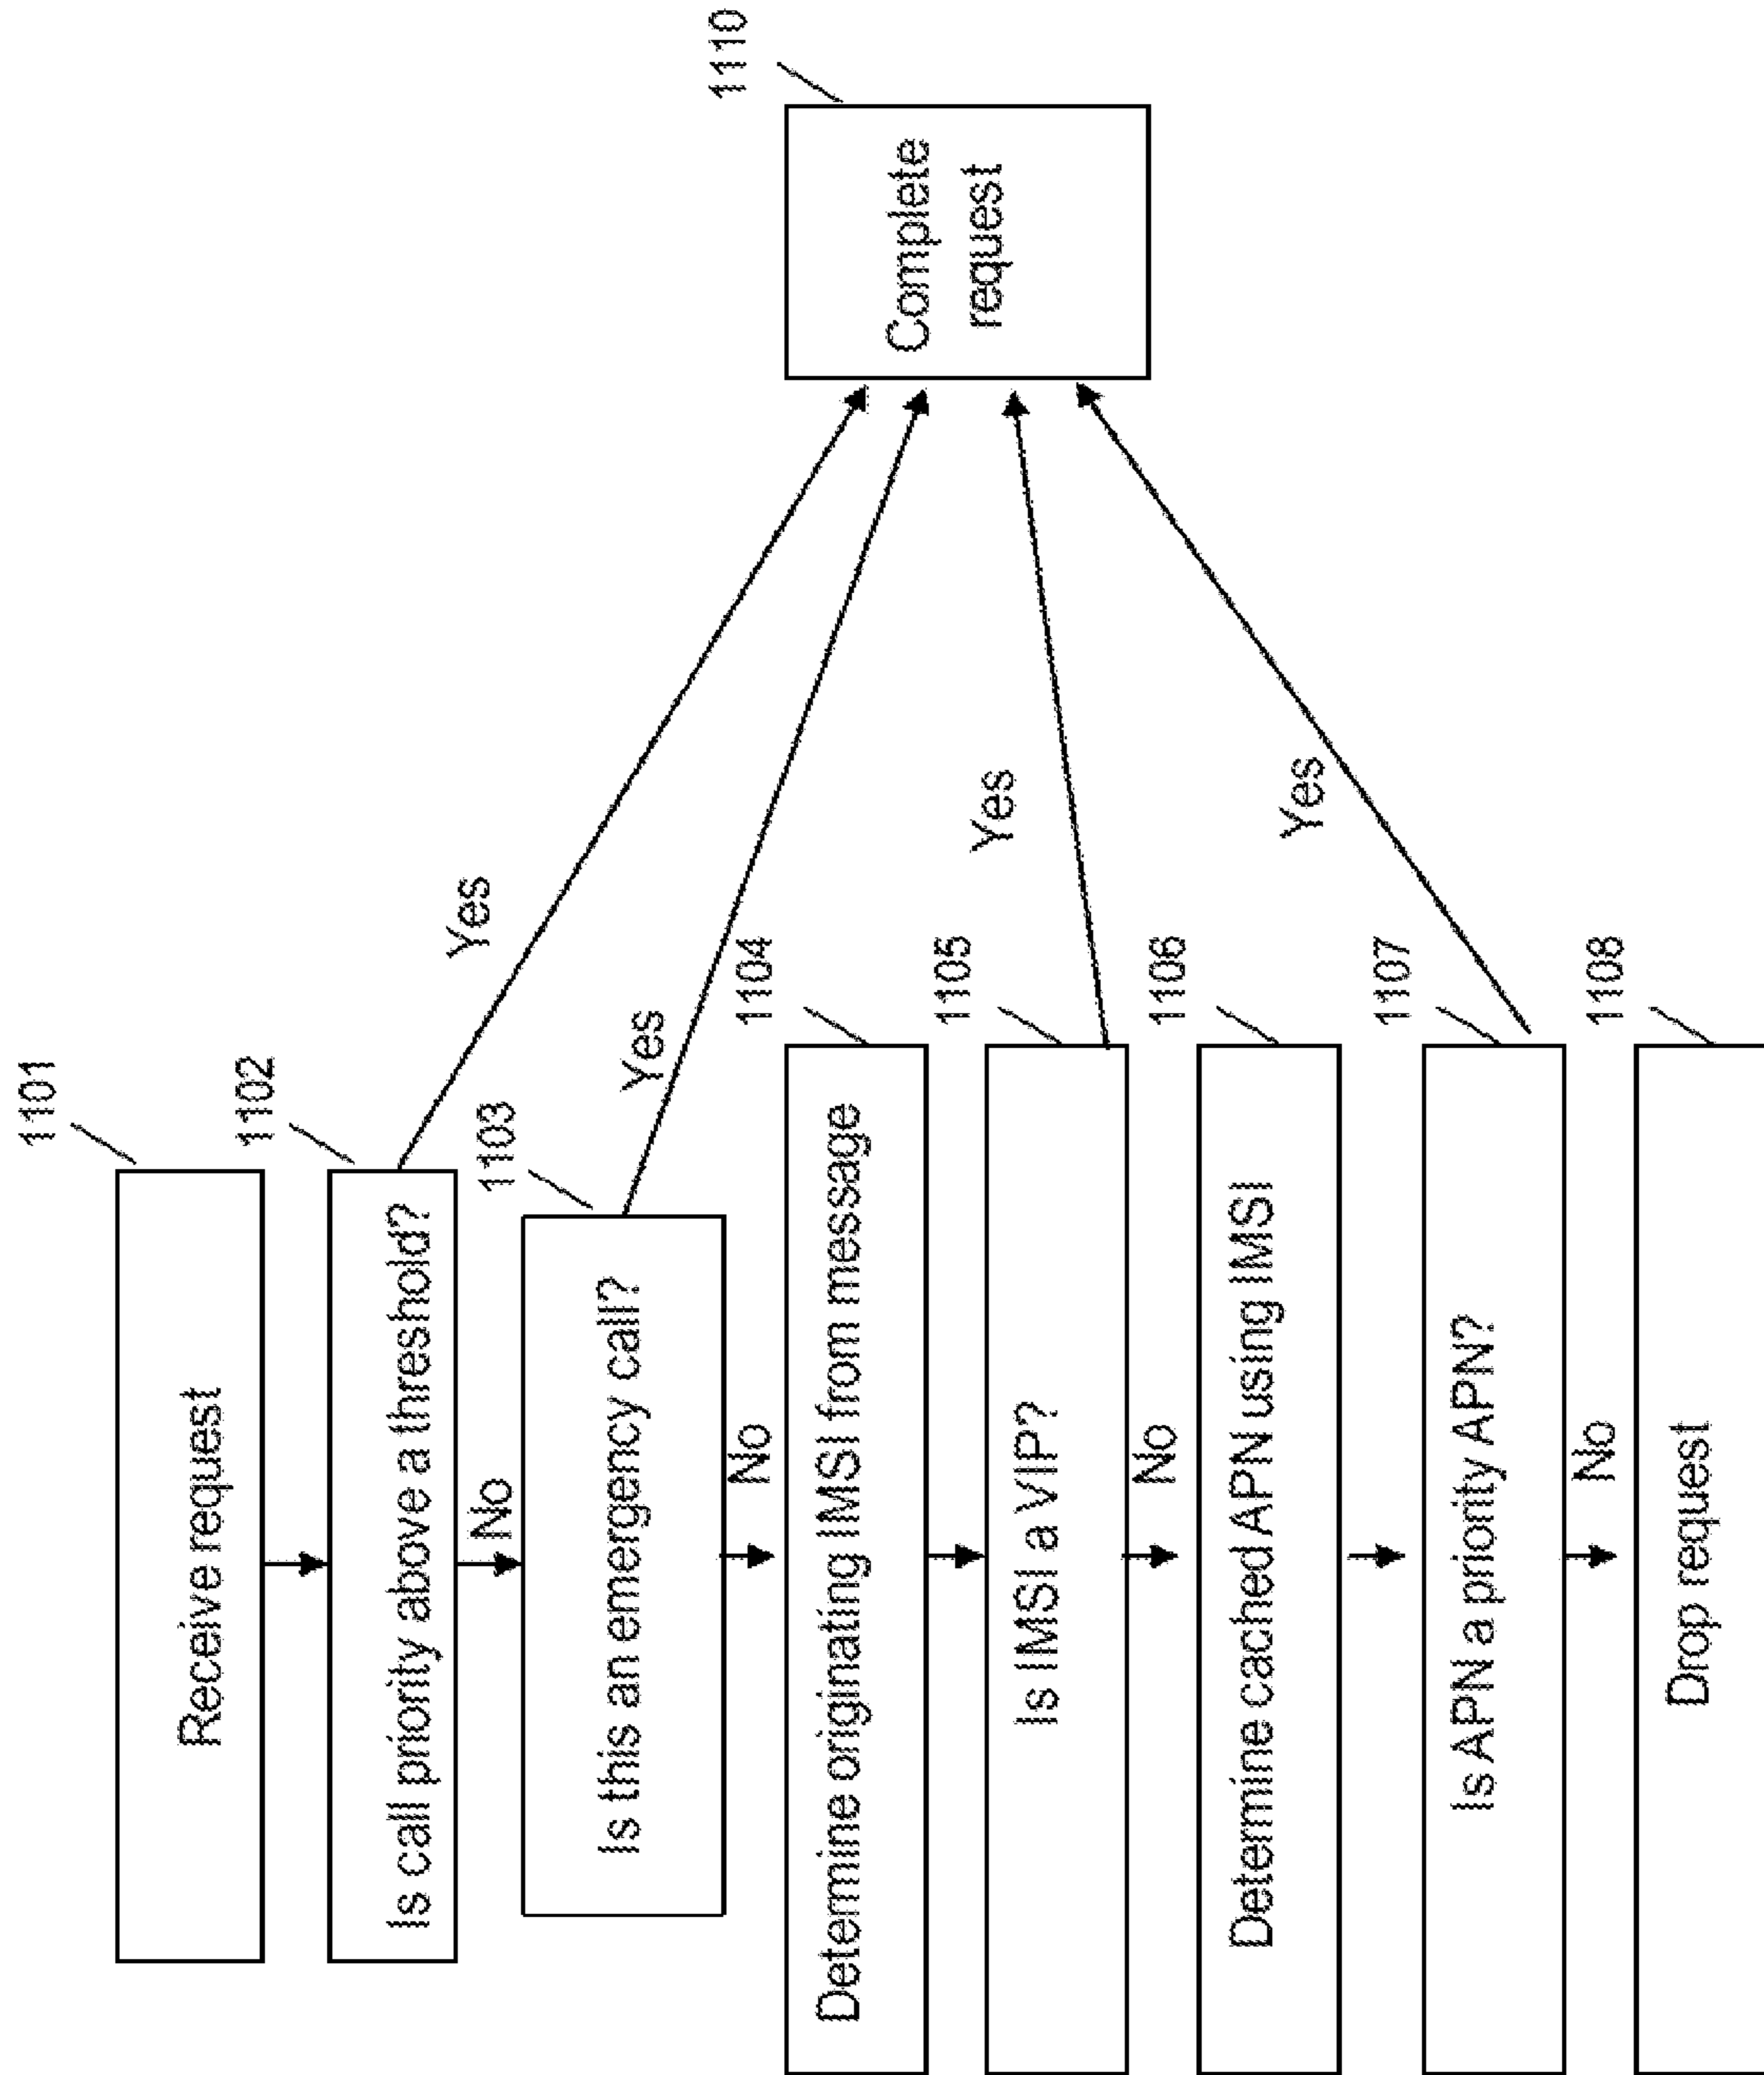 1101
Receive request
1102
Is call priority above a threshold?
Yes
No
1103
Is this an emergency call?
Yes
No
1104
Determine originating IMSI from message
1105
Is IMSI a VIP?
Yes
No
1106
Determine cached APN using IMSI
1107
Is APN a priority APN?
Yes
No
1108
Drop request
1110
Complete
request